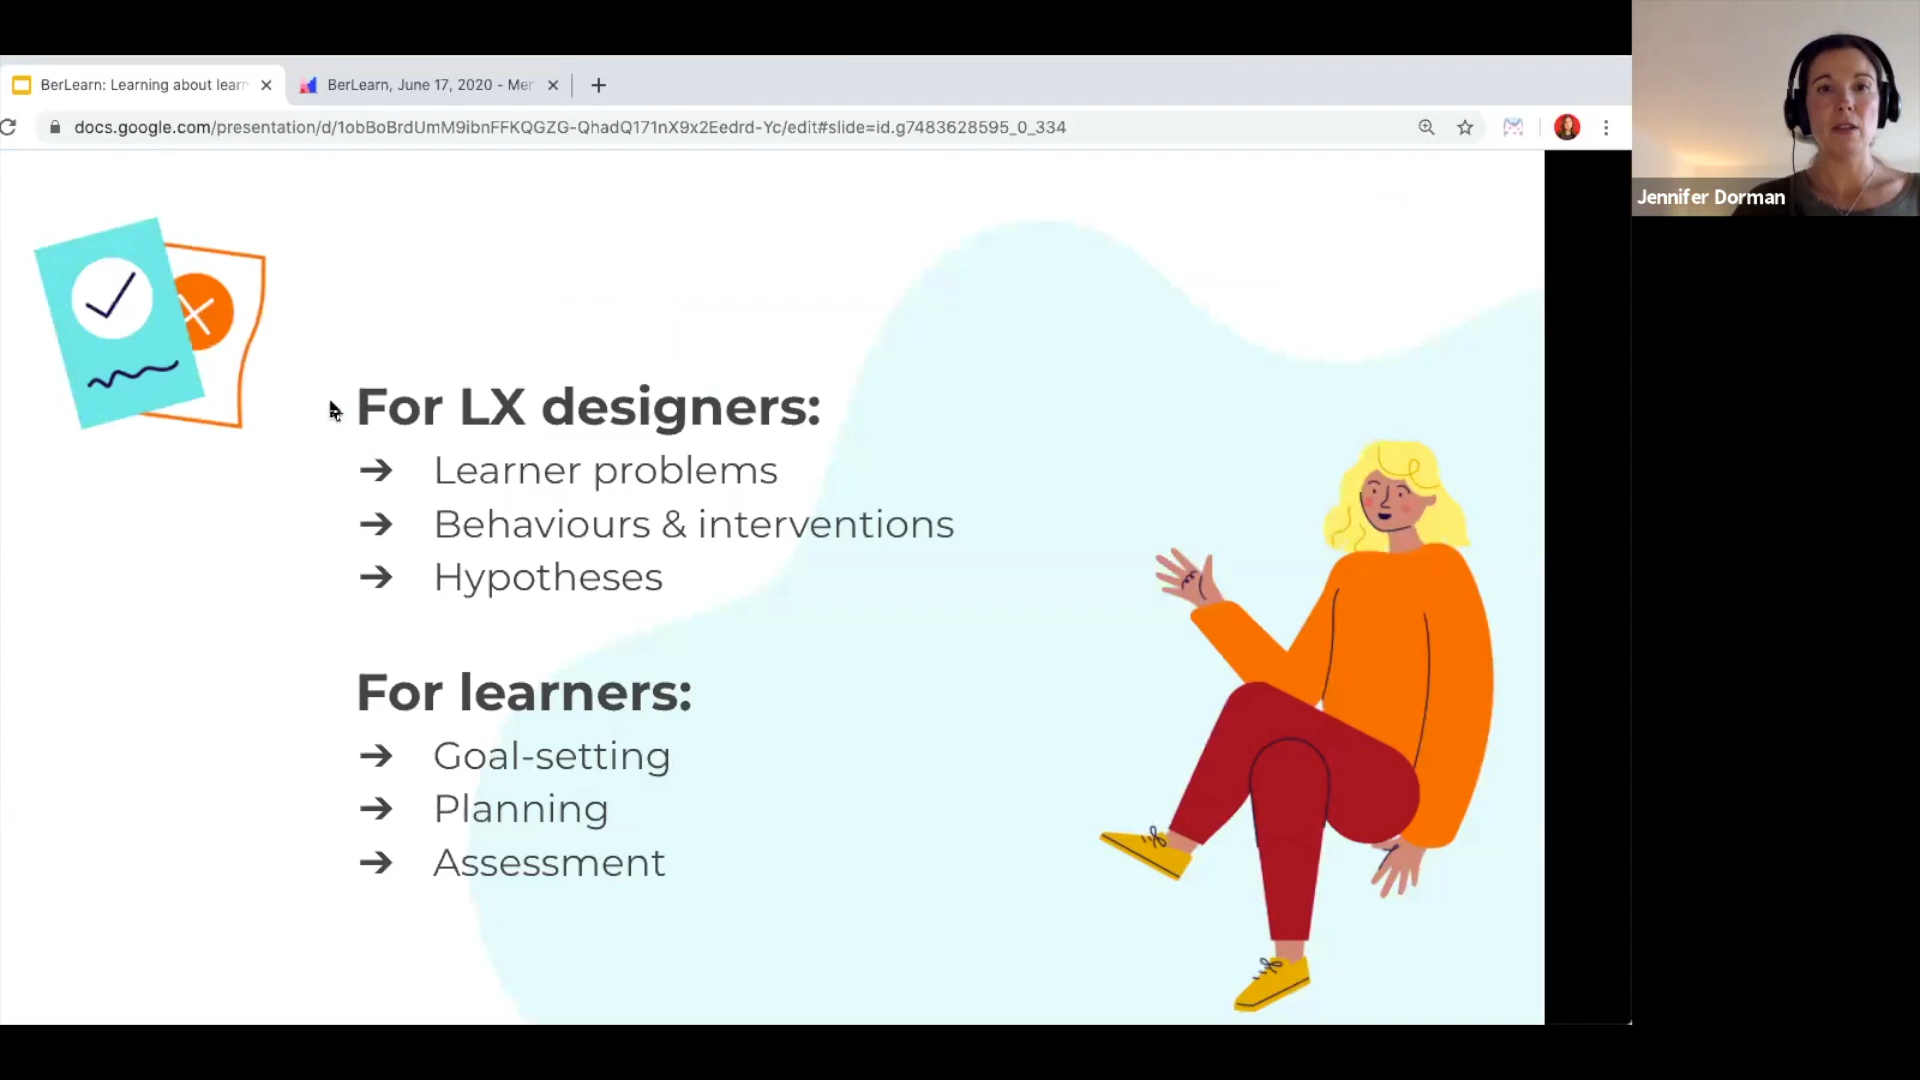 BerLearn: Learning about learn
BerLearn, June 17, 2020 - Mer
docs.google.com/presentation/d/1obBoBrdUmM9ibnFFKQGZG-QhadQ171nX9x2Eedrd-Yc/edit#slide=id.g7483628595_0_334
Jennifer Dorman
For LX designers:
➔ Learner problems
➔ Behaviours & interventions
➔ Hypotheses
For learners:
➔ Goal-setting
➔ Planning
➔ Assessment